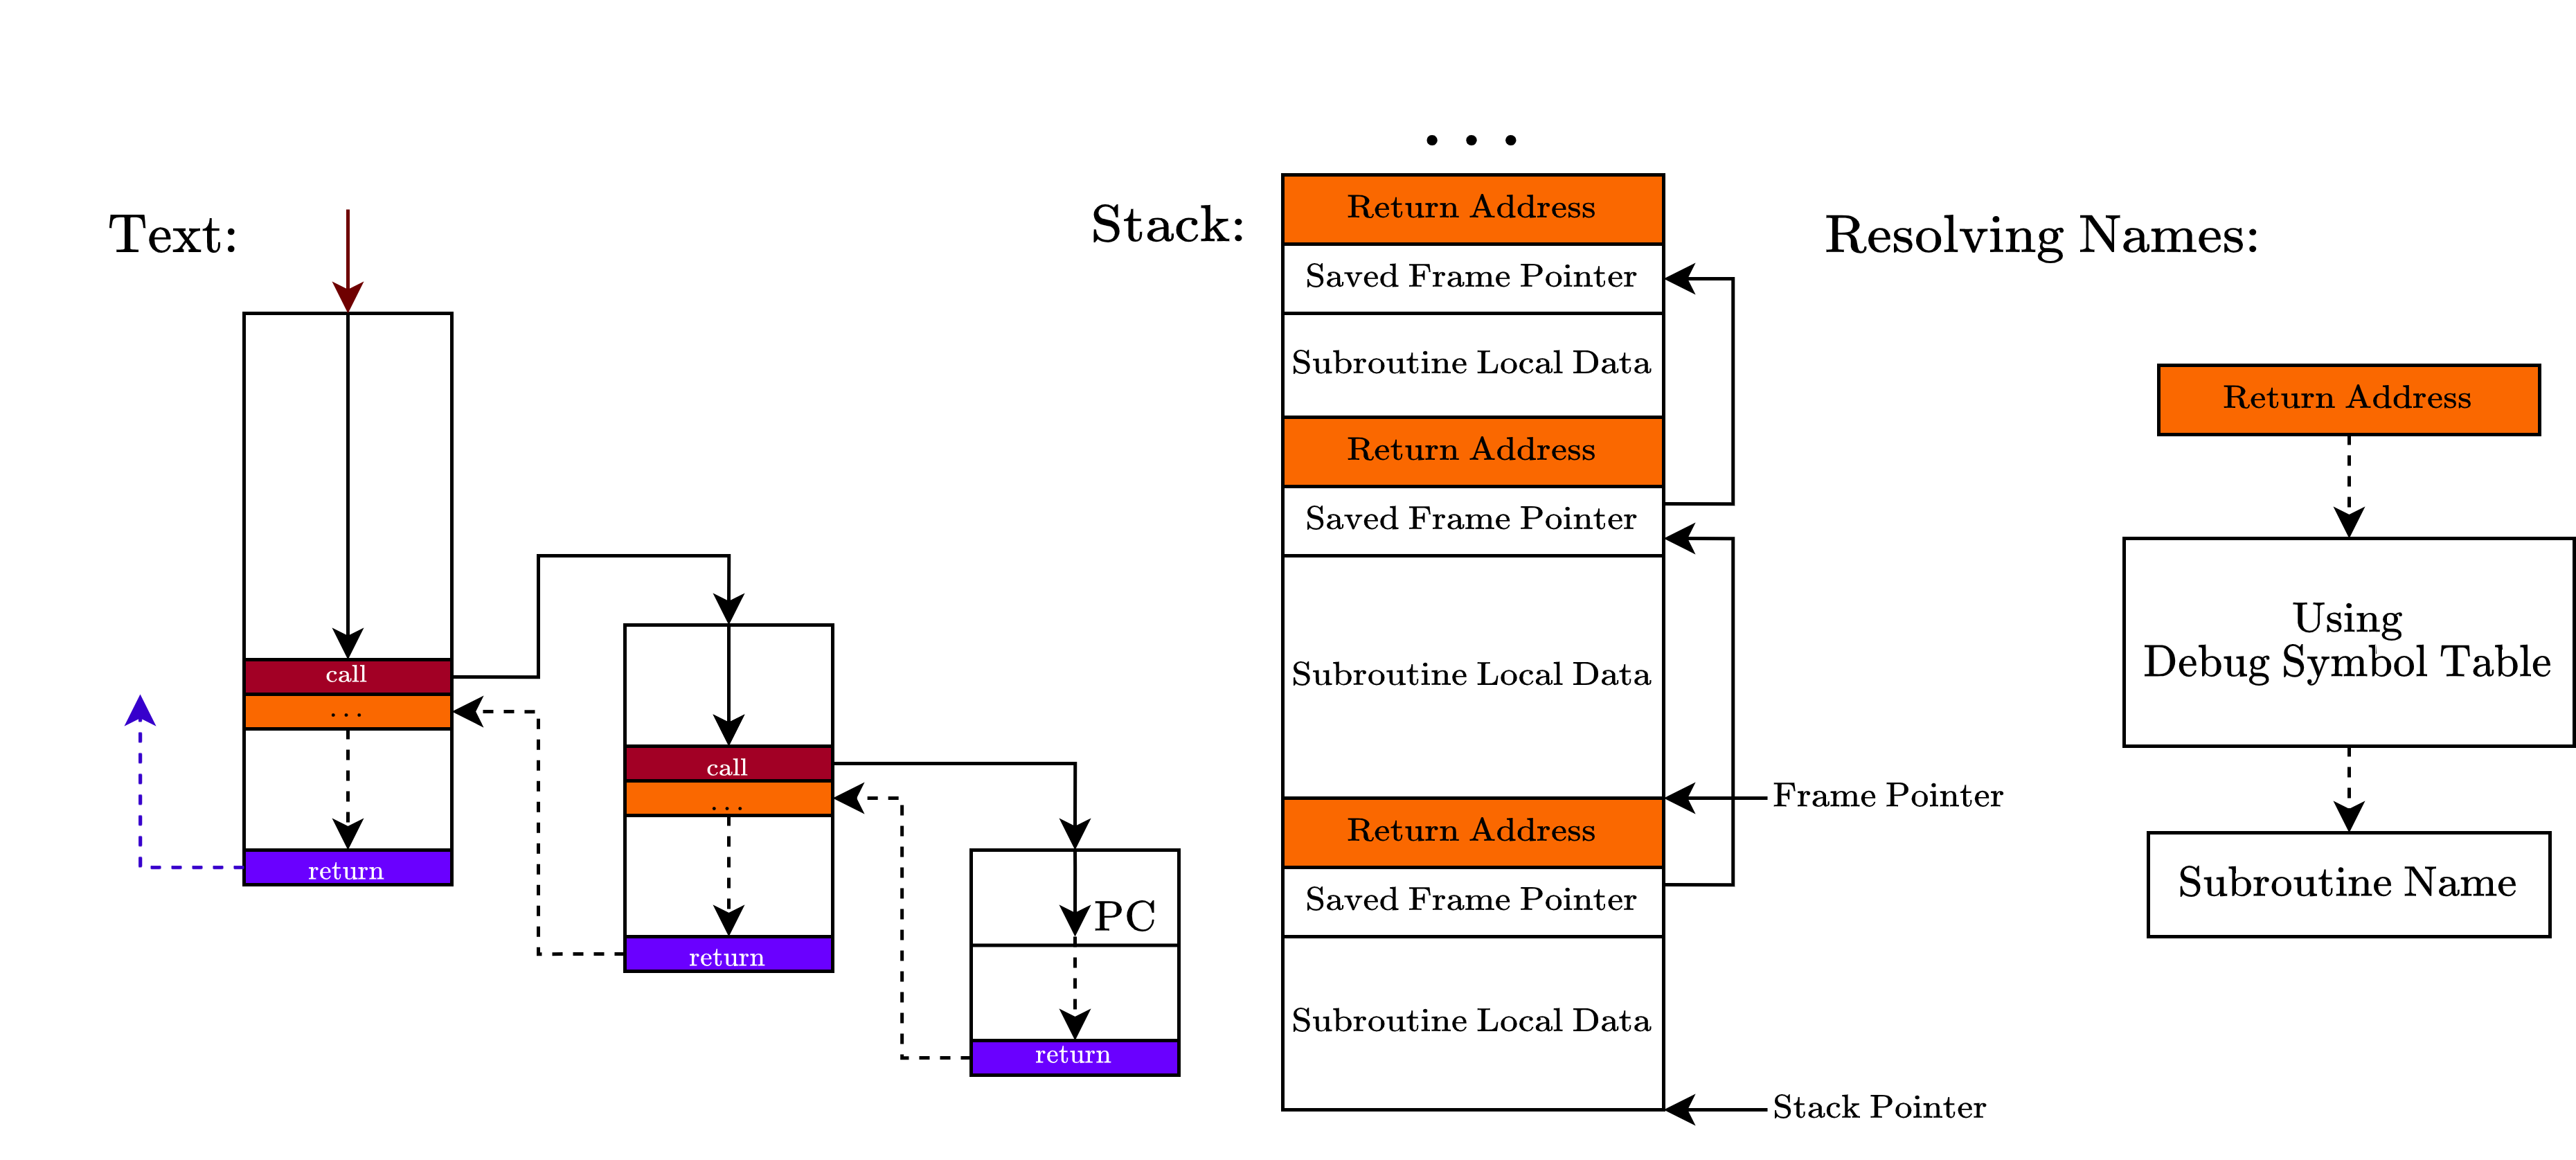 Text:
call
. . .
return
call
. . .
return
PC
return
Stack:
. . .
Return Address
Saved Frame Pointer
Subroutine Local Data
Return Address
Saved Frame Pointer
Subroutine Local Data
Return Address
Saved Frame Pointer
Subroutine Local Data
Frame Pointer
Stack Pointer
Resolving Names:
Return Address
Using
Debug Symbol Table
Subroutine Name